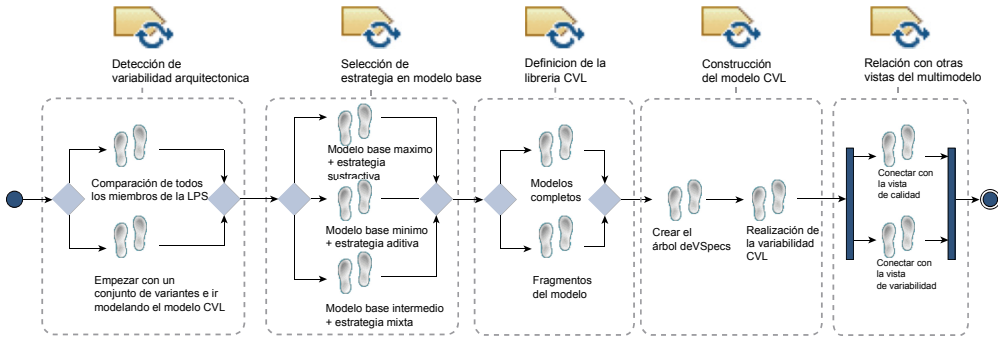 Detección de
variabilidad arquitectonica
Selección de
estrategia en modelo base
Definicion de la
libreria CVL
Construcción
del modelo CVL
Relación con otras
vistas del multimodelo
Comparación de todos
los miembros de la LPS
Empezar con un
conjunto de variantes e ir
modelando el modelo CVL
Modelo base maximo
+ estrategia
sustractiva
Modelo base minimo
+ estrategia aditiva
Modelo base intermedio
+ estrategia mixta
Modelos
completos
Fragmentos
del modelo
Crear el
árbol deVSpecs
Realización de
la variabilidad
CVL
Conectar con
la vista
de calidad
Conectar con
la vista
de variabilidad